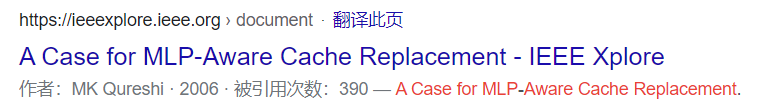 https://ieeexplore.ieee.org › document · 翻译此页
A Case for MLP-Aware Cache Replacement - IEEE Xplore
作者：MK Qureshi · 2006 · 被引用次数：390 — A Case for MLP-Aware Cache Replacement.